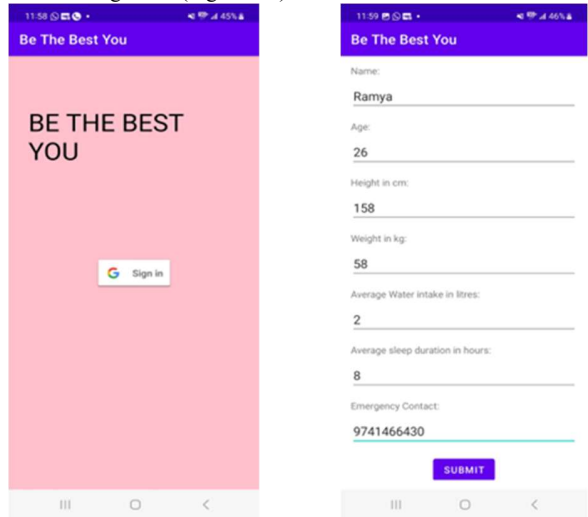 11:58
45%
Be The Best You
BE THE BEST
YOU
G Sign in
11:59
46%
Be The Best You
Name:
Ramya
Age:
26
Height in cm:
158
Weight in kg:
58
Average Water intake in litres:
2
Average sleep duration in hours:
8
Emergency Contact:
9741466430
SUBMIT